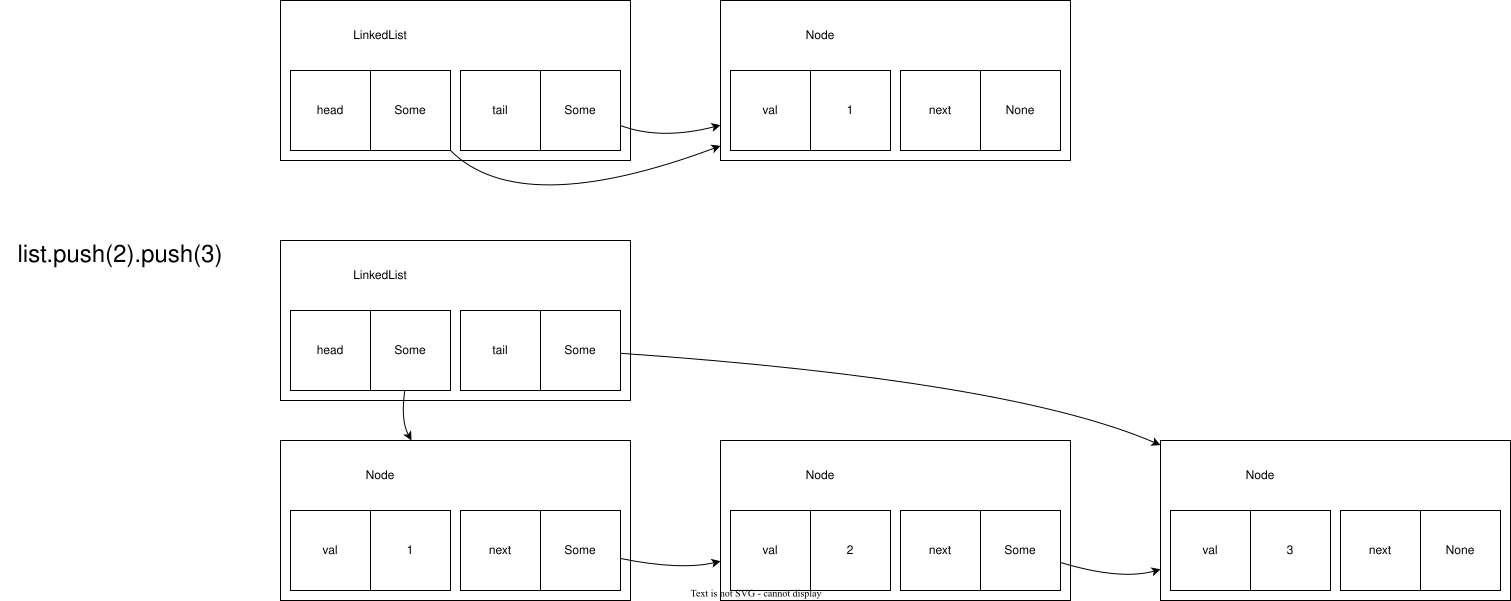 LinkedList
Node
head
Some
tail
Some
val
1
next
None
list.push(2).push(3)
LinkedList
head
Some
tail
Some
Node
Node
Node
val
1
next
Some
val
2
next
Some
val
3
next
None
Text is not SVG - cannot display